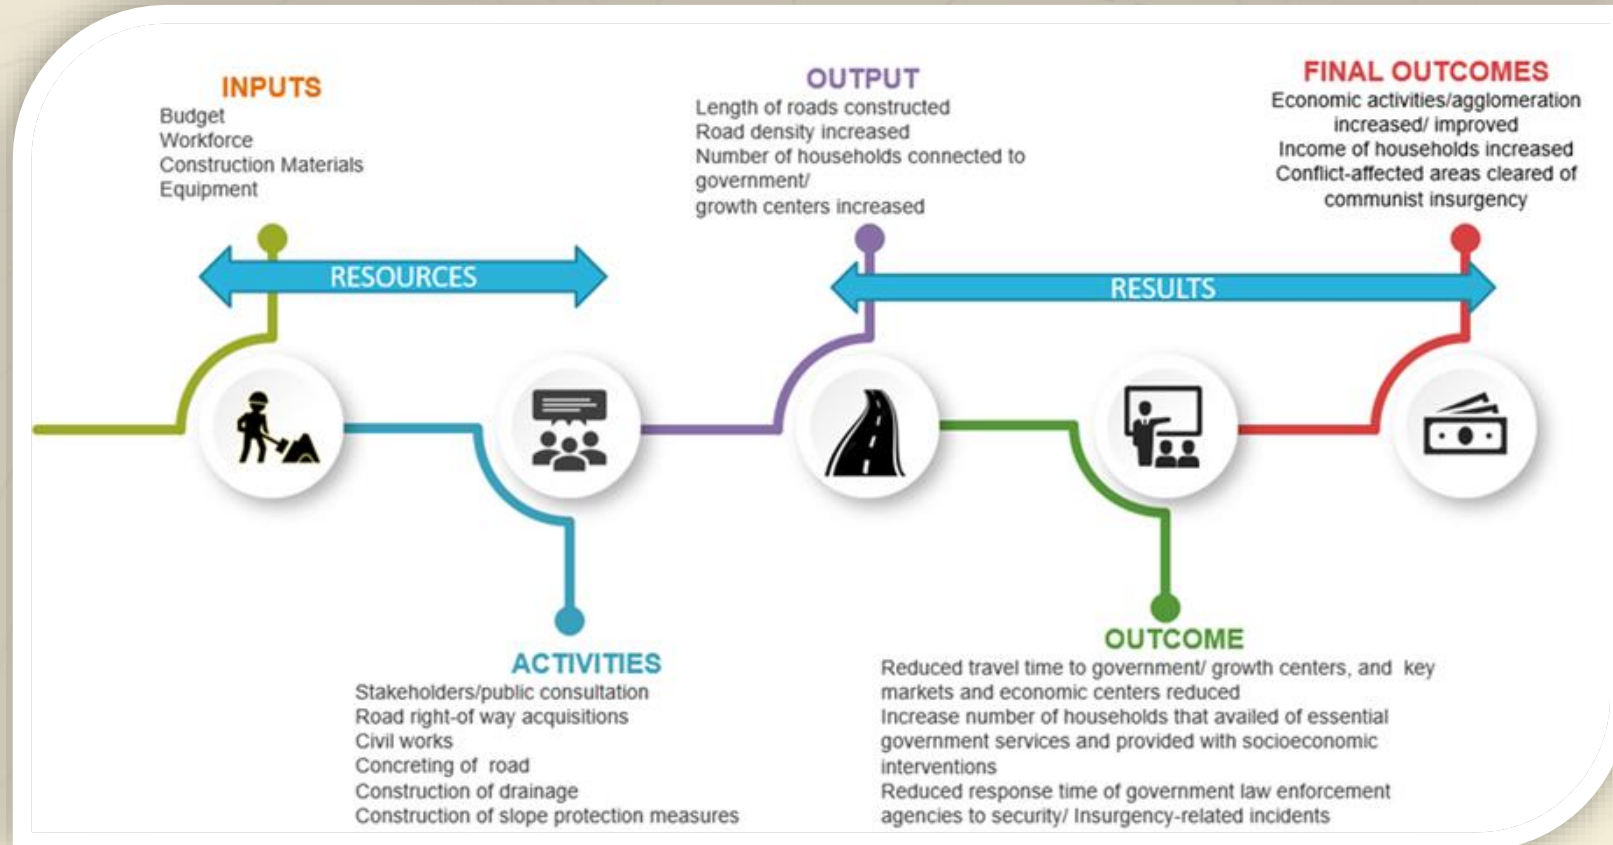 INPUTS
Budget
Workforce
Construction Materials
Equipment
RESOURCES
ACTIVITIES
Stakeholders/public consultation
Road right-of way acquisitions
Civil works
Concreting of road
Construction of drainage
Construction of slope protection measures
OUTPUT
Length of roads constructed
Road density increased
Number of households connected to
government/
growth centers increased
RESULTS
OUTCOME
Reduced travel time to government/ growth centers, and key
markets and economic centers reduced
Increase number of households that availed of essential
government services and provided with socioeconomic
interventions
Reduced response time of government law enforcement
agencies to security/ Insurgency-related incidents
FINAL OUTCOMES
Economic activities/agglomeration
increased/ improved
Income of households increased
Conflict-affected areas cleared of
communist insurgency